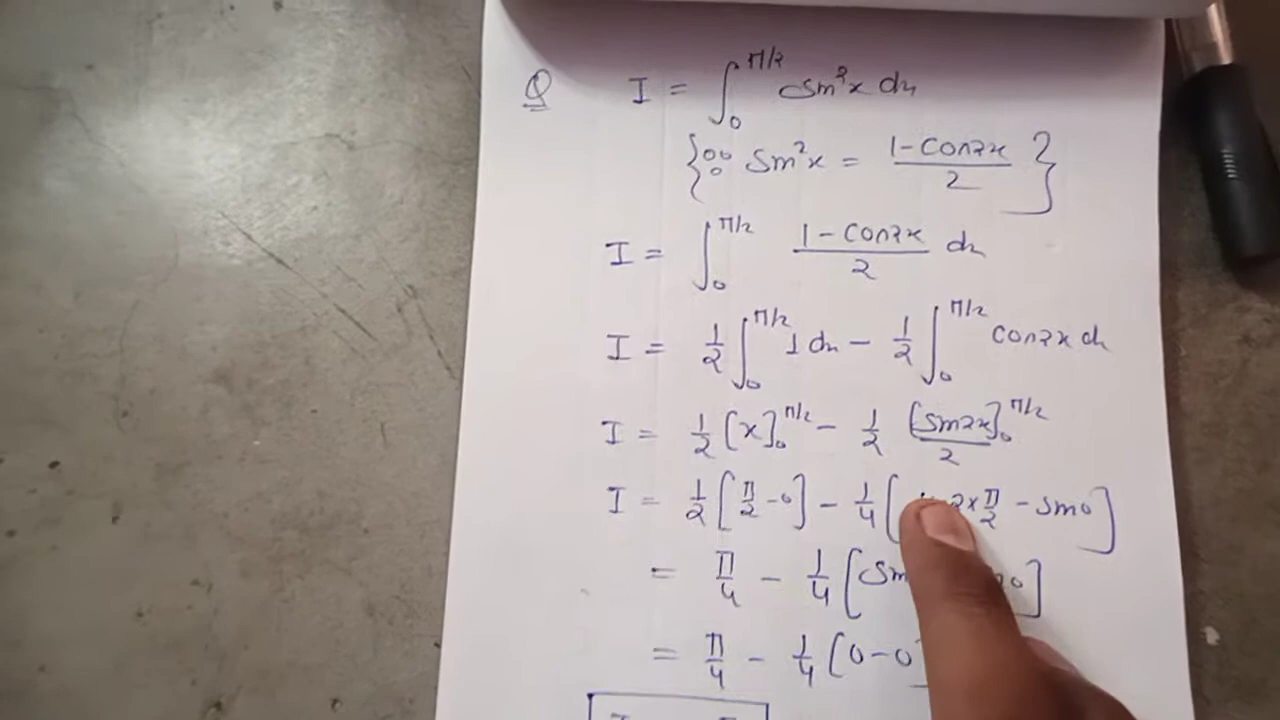 Q I = ∫₀^π/2 sin²x dx
{∵ sin²x = (1 - cos2x)/2}
I = ∫₀^π/2 (1 - cos2x)/2 dx
I = 1/2 ∫₀^π/2 1 dx - 1/2 ∫₀^π/2 cos2x dx
I = 1/2 [x]₀^π/2 - 1/2 [sin2x/2]₀^π/2
I = 1/2 [π/2 - 0] - 1/4 [ 2×π/2 - sin0]
= π/4 - 1/4 [ ]
= π/4 - 1/4 [0-0